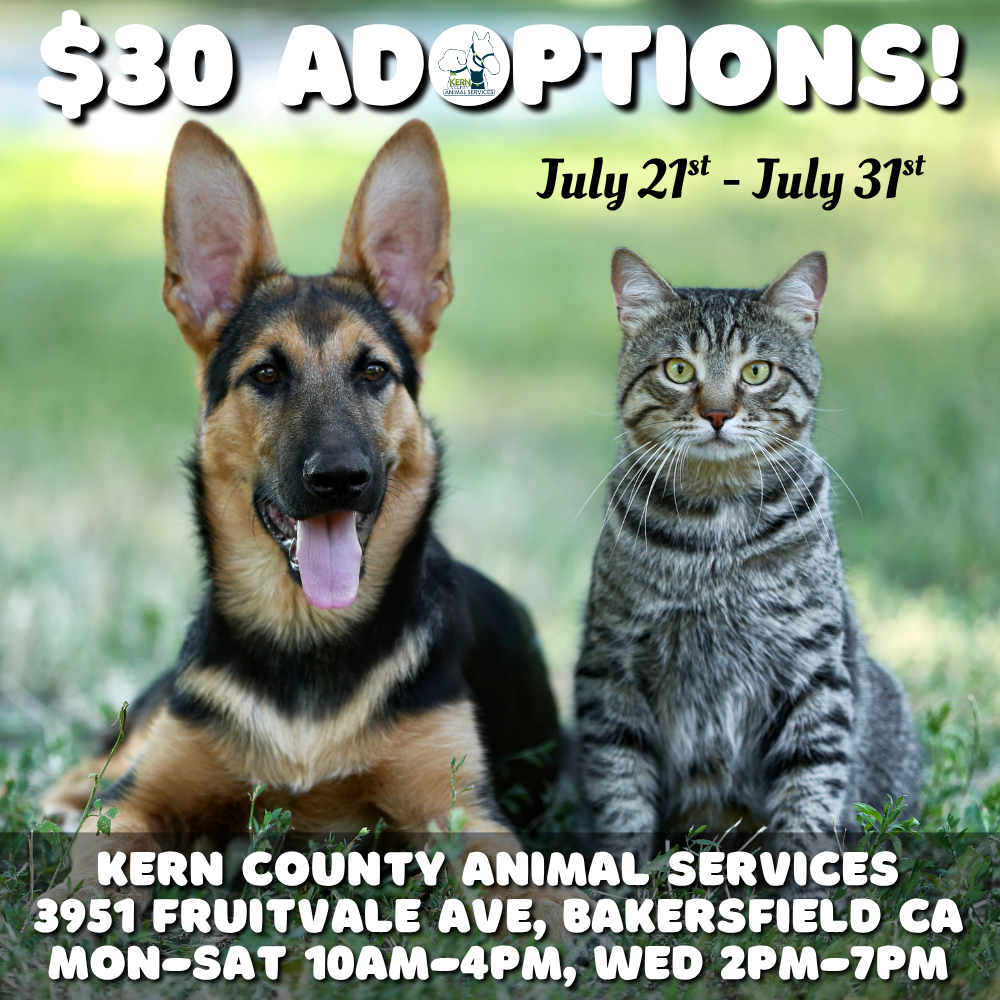 $30 ADOPTIONS!
KERN
ANIMAL SERVICES
July 21st - July 31st
KERN COUNTY ANIMAL SERVICES
3951 FRUITVALE AVE, BAKERSFIELD CA
MON-SAT 10AM-4PM, WED 2PM-7PM